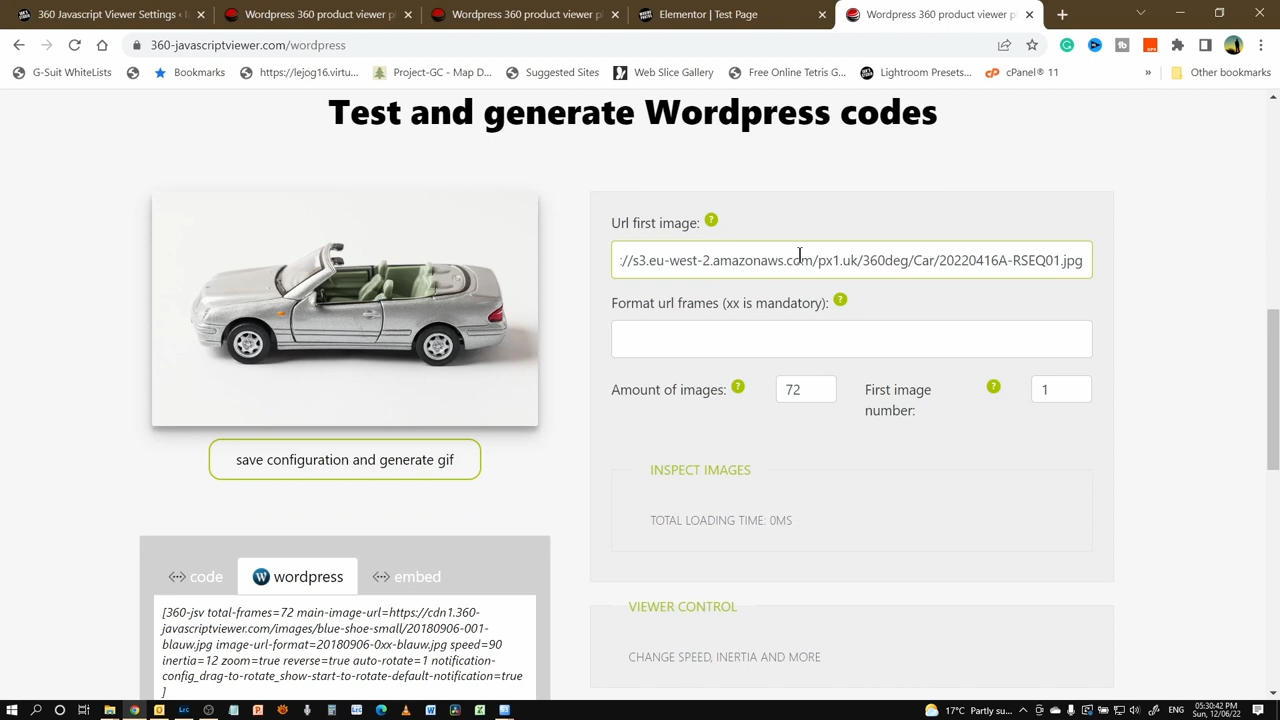 360 Javascript Viewer Settings ‹ t
Wordpress 360 product viewer pl
Wordpress 360 product viewer pl
Elementor | Test Page
Wordpress 360 product viewer pl
360-javascriptviewer.com/wordpress
G-Suit WhiteLists
Bookmarks
https://lejog16.virtu...
Project-GC - Map D...
Suggested Sites
Web Slice Gallery
Free Online Tetris G...
Lightroom Presets...
cPanel® 11
»
Other bookmarks
Test and generate Wordpress codes
Url first image: ?
://s3.eu-west-2.amazonaws.com/px1.uk/360deg/Car/20220416A-RSEQ01.jpg
Format url frames (xx is mandatory): ?
Amount of images: ? 72 First image number: ? 1
save configuration and generate gif
INSPECT IMAGES
TOTAL LOADING TIME: 0MS
code wordpress embed
[360-jsv total-frames=72 main-image-url=https://cdn1.360-
javascriptviewer.com/images/blue-shoe-small/20180906-001-
blauw.jpg image-url-format=20180906-0xx-blauw.jpg speed=90
inertia=12 zoom=true reverse=true auto-rotate=1 notification-
config_drag-to-rotate_show-start-to-rotate-default-notification=true
]
VIEWER CONTROL
CHANGE SPEED, INERTIA AND MORE
17°C Partly su...
05:30:42 PM
Sun, 12/06/22